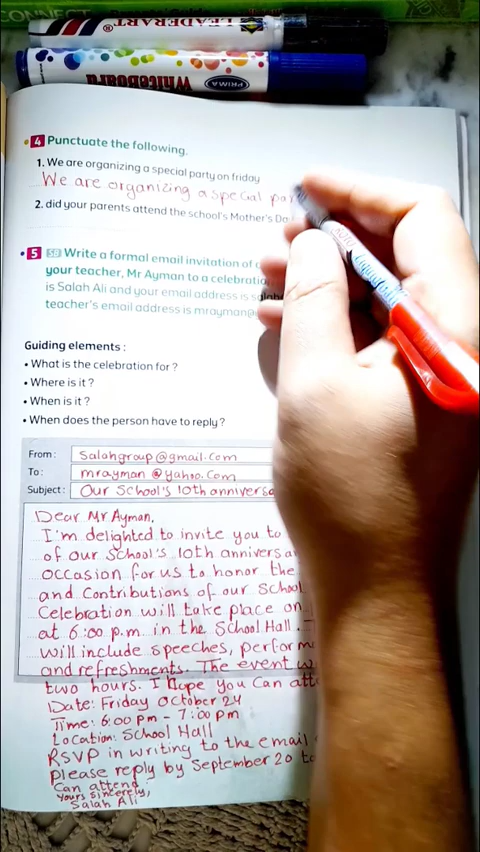 CONNECT
LEADERART
WHITEBOARD PRIMA
4 Punctuate the following.
1. We are organizing a special party on friday
We are organizing a special par
2. did your parents attend the school's Mother's Da
5 Write a formal email invitation of
your teacher, Mr Ayman to a celebratio
is Salah Ali and your email address is salah
teacher's email address is mrayman@
Guiding elements :
• What is the celebration for ?
• Where is it ?
• When is it ?
• When does the person have to reply ?
From : Salahgroup@gmail.com
To : mrayman @yahoo.Com
Subject : Our School's 10th anniversa
Dear Mr Ayman,
I'm delighted to invite you to
of our school's 10th anniversa
occasion for us to honor the
and Contributions of our School
Celebration will take place on
at 6:00 p.m in the School Hall.
will include speeches, perform
and refreshments. The event w
two hours. I hope you Can att
Date: Friday October 24
Time: 6:00 pm - 7:00 pm
Location: School Hall
RSVP in writing to the email
Please reply by September 20 to
Can attend
Yours sincerely,
Salah Ali